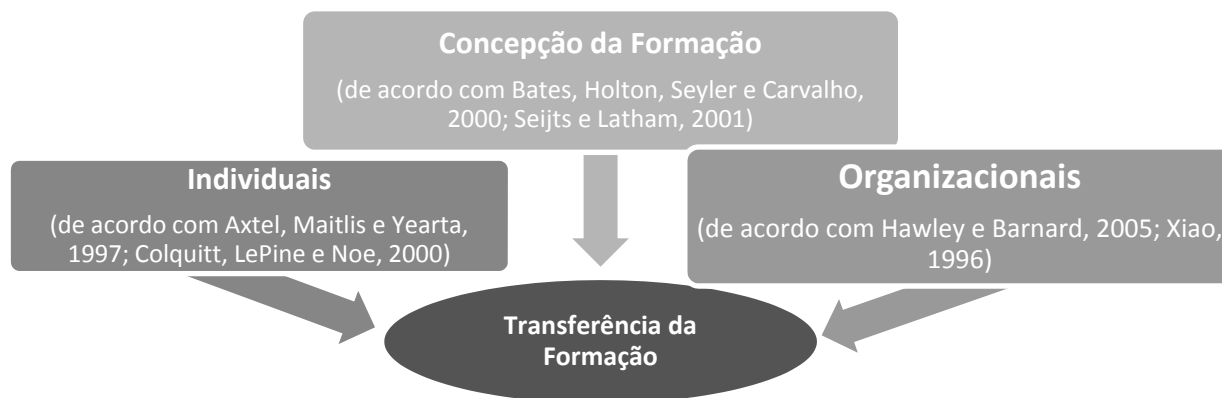 Concepção da Formação
(de acordo com Bates, Holton, Seyler e Carvalho,
2000; Seijts e Latham, 2001)
Individuais
(de acordo com Axtel, Maitlis e Yearta,
1997; Colquitt, LePine e Noe, 2000)
Organizacionais
(de acordo com Hawley e Barnard, 2005; Xiao,
1996)
Transferência da
Formação